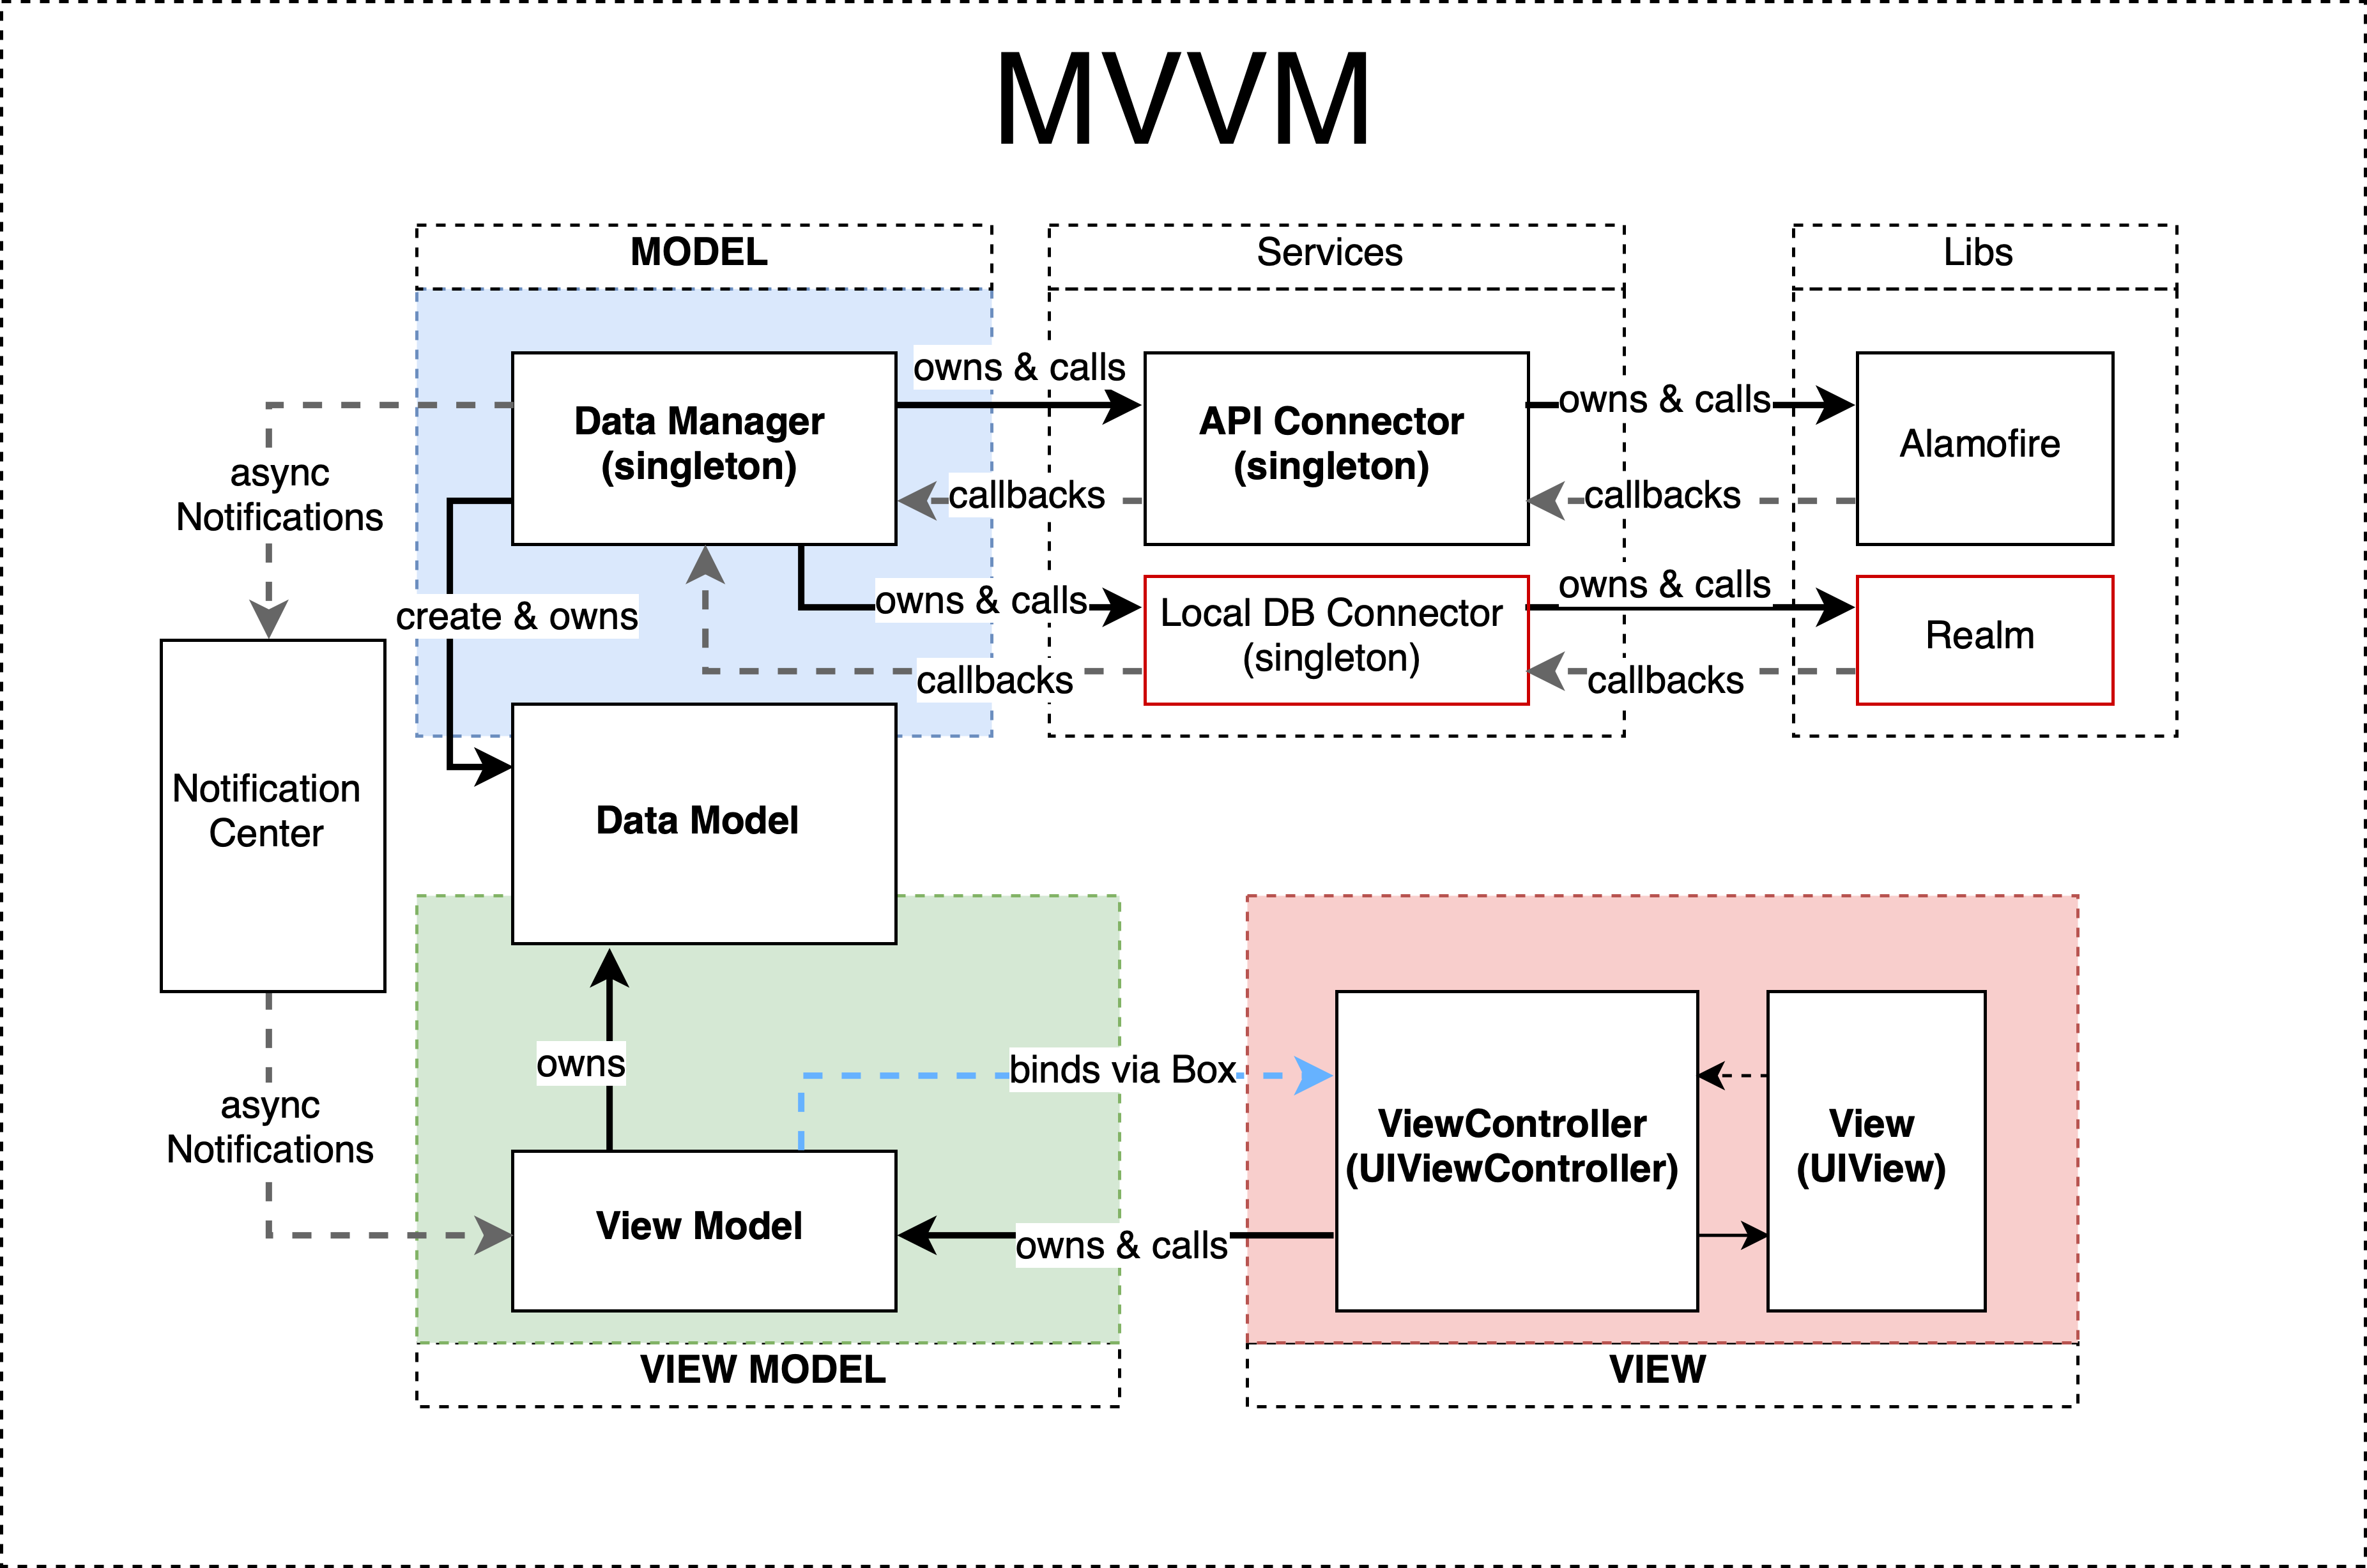 MVVM
MODEL
Services
Libs
owns & calls
Data Manager
(singleton)
API Connector
(singleton)
owns & calls
Alamofire
async
Notifications
callbacks
callbacks
create & owns
owns & calls
Local DB Connector
(singleton)
owns & calls
Realm
callbacks
callbacks
Notification
Center
Data Model
owns
binds via Box
async
Notifications
ViewController
(UIViewController)
View
(UIView)
View Model
owns & calls
VIEW MODEL
VIEW